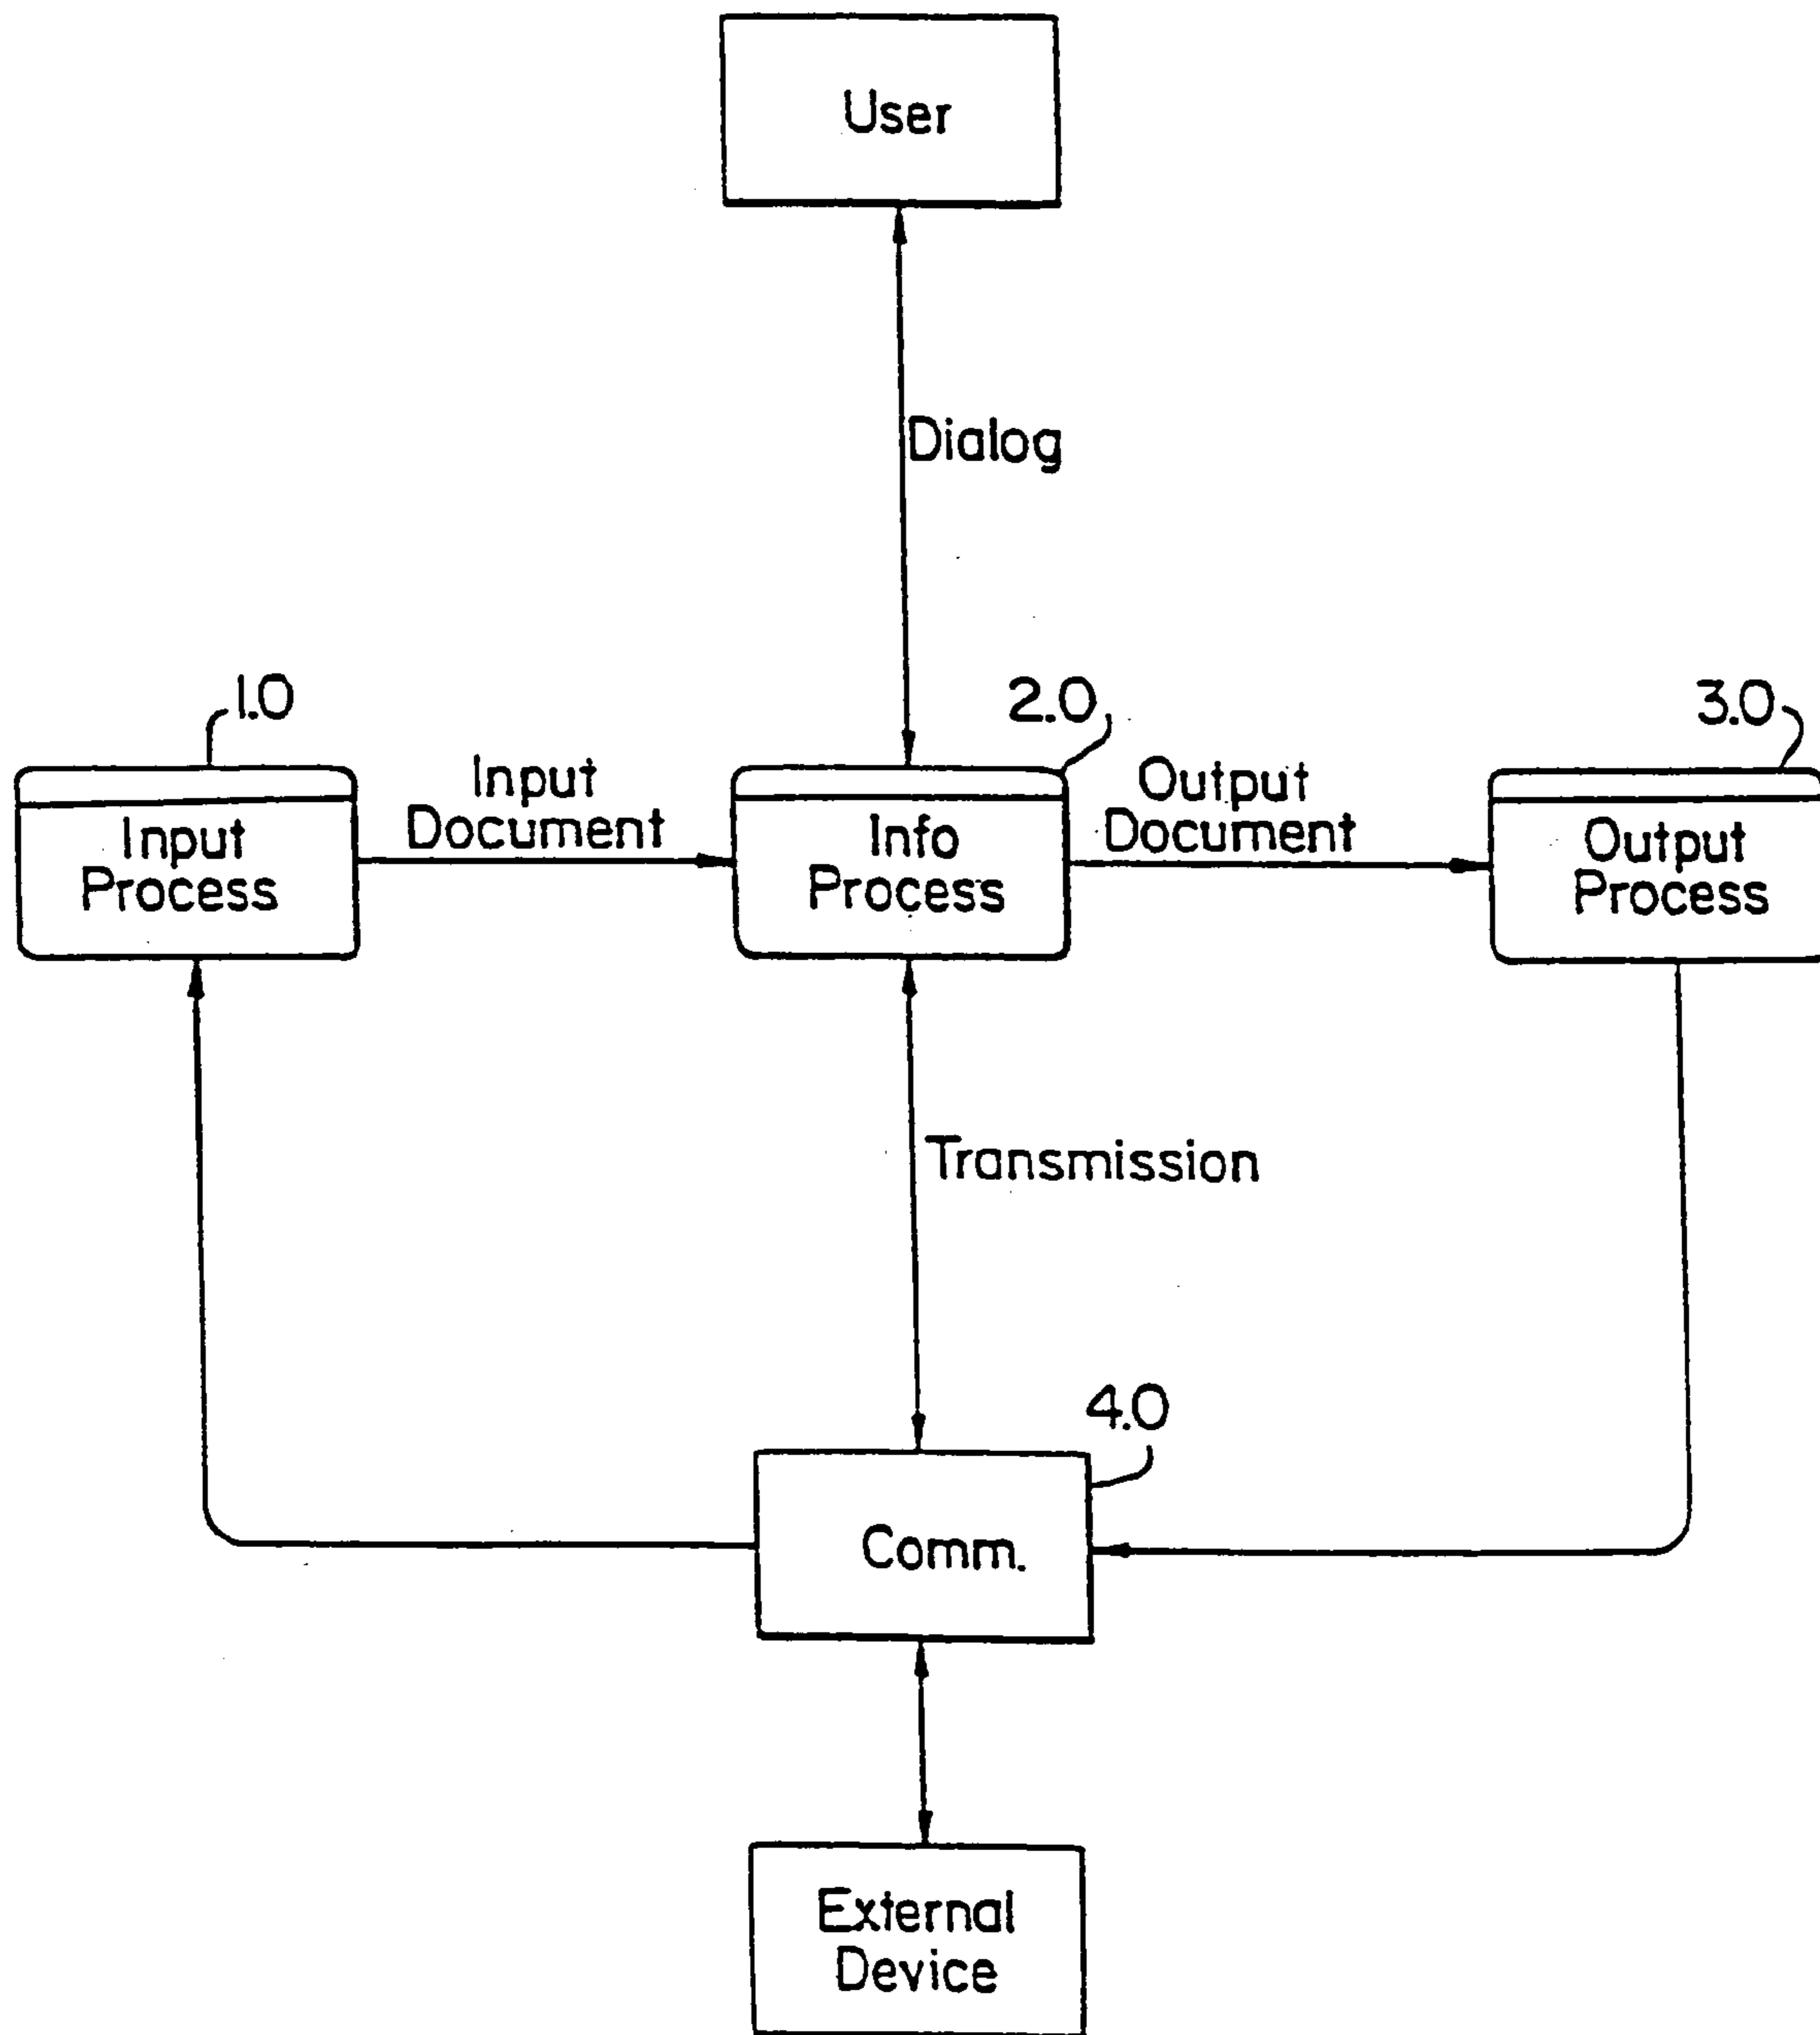 User
Dialog
1.0
2.0
3.0
Input
Document
Output
Document
Input
Process
Info
Process
Output
Process
Transmission
4.0
Comm.
External
Device